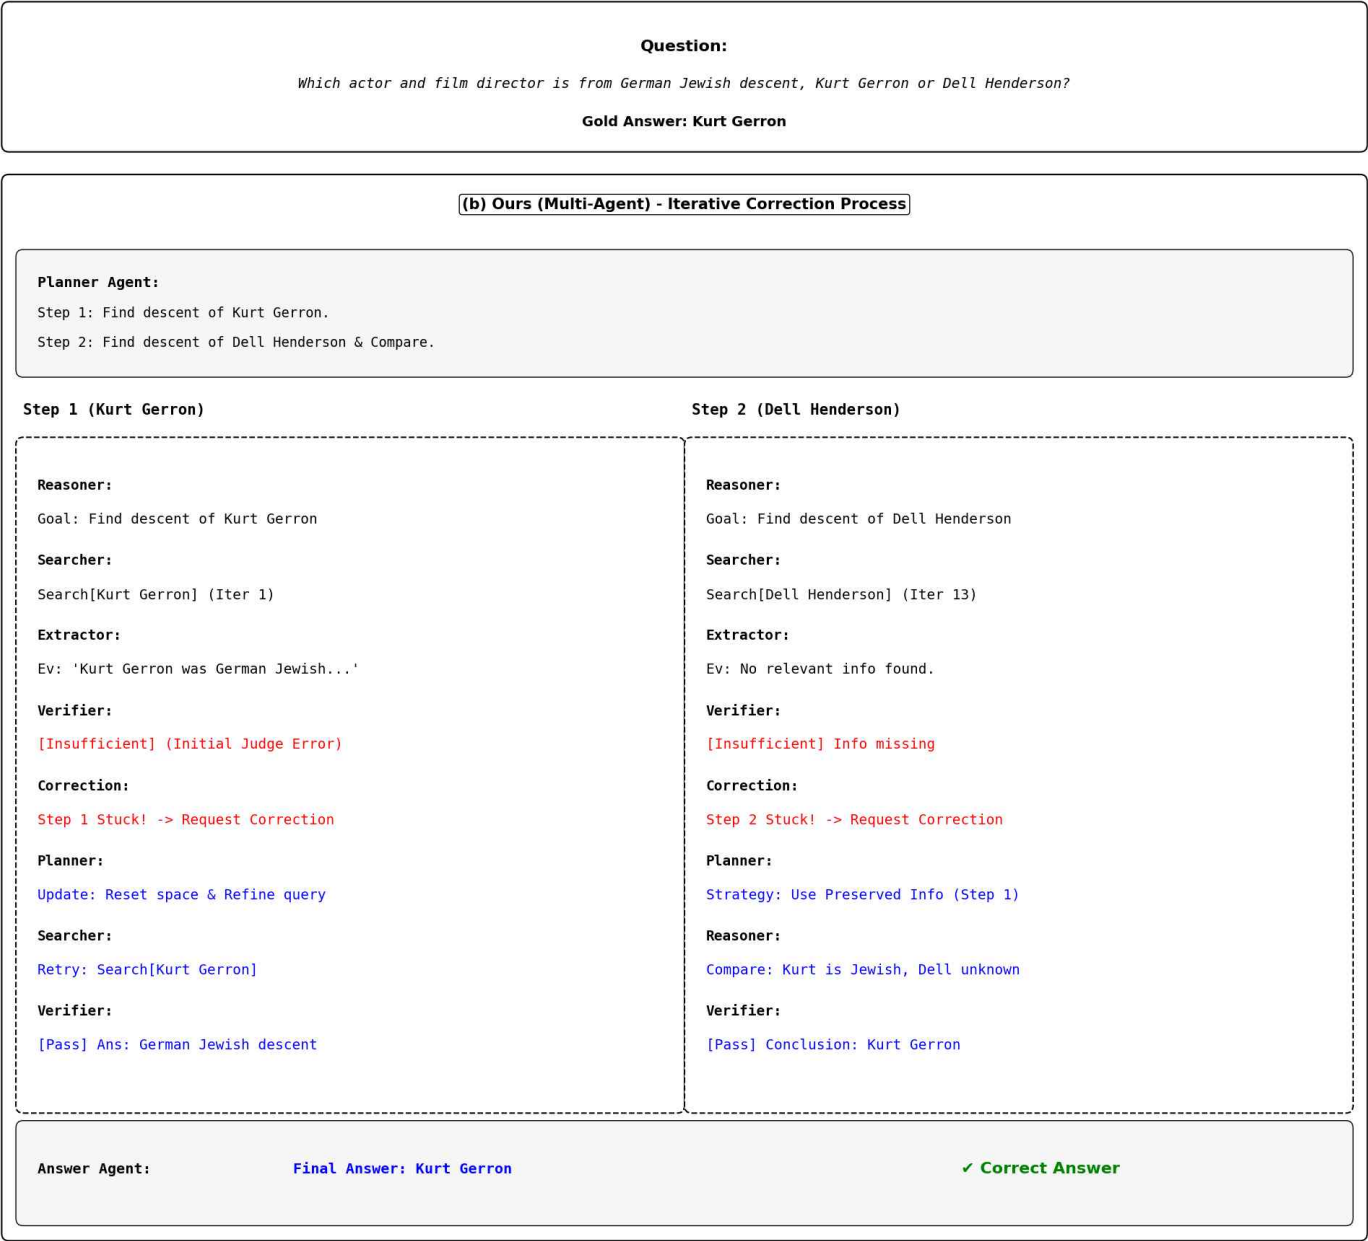 Question:
Which actor and film director is from German Jewish descent, Kurt Gerron or Dell Henderson?
Gold Answer: Kurt Gerron
(b) Ours (Multi-Agent) - Iterative Correction Process
Planner Agent:
Step 1: Find descent of Kurt Gerron.
Step 2: Find descent of Dell Henderson & Compare.
Step 1 (Kurt Gerron)
Reasoner:
Goal: Find descent of Kurt Gerron
Searcher:
Search[Kurt Gerron] (Iter 1)
Extractor:
Ev: 'Kurt Gerron was German Jewish...'
Verifier:
[Insufficient] (Initial Judge Error)
Correction:
Step 1 Stuck! -> Request Correction
Planner:
Update: Reset space & Refine query
Searcher:
Retry: Search[Kurt Gerron]
Verifier:
[Pass] Ans: German Jewish descent
Step 2 (Dell Henderson)
Reasoner:
Goal: Find descent of Dell Henderson
Searcher:
Search[Dell Henderson] (Iter 13)
Extractor:
Ev: No relevant info found.
Verifier:
[Insufficient] Info missing
Correction:
Step 2 Stuck! -> Request Correction
Planner:
Strategy: Use Preserved Info (Step 1)
Reasoner:
Compare: Kurt is Jewish, Dell unknown
Verifier:
[Pass] Conclusion: Kurt Gerron
Answer Agent: Final Answer: Kurt Gerron ✔ Correct Answer